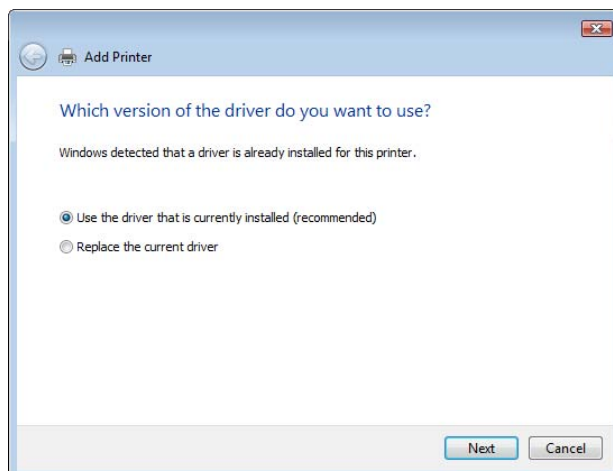 Add Printer
Which version of the driver do you want to use?
Windows detected that a driver is already installed for this printer.
Use the driver that is currently installed (recommended)
Replace the current driver
Next Cancel